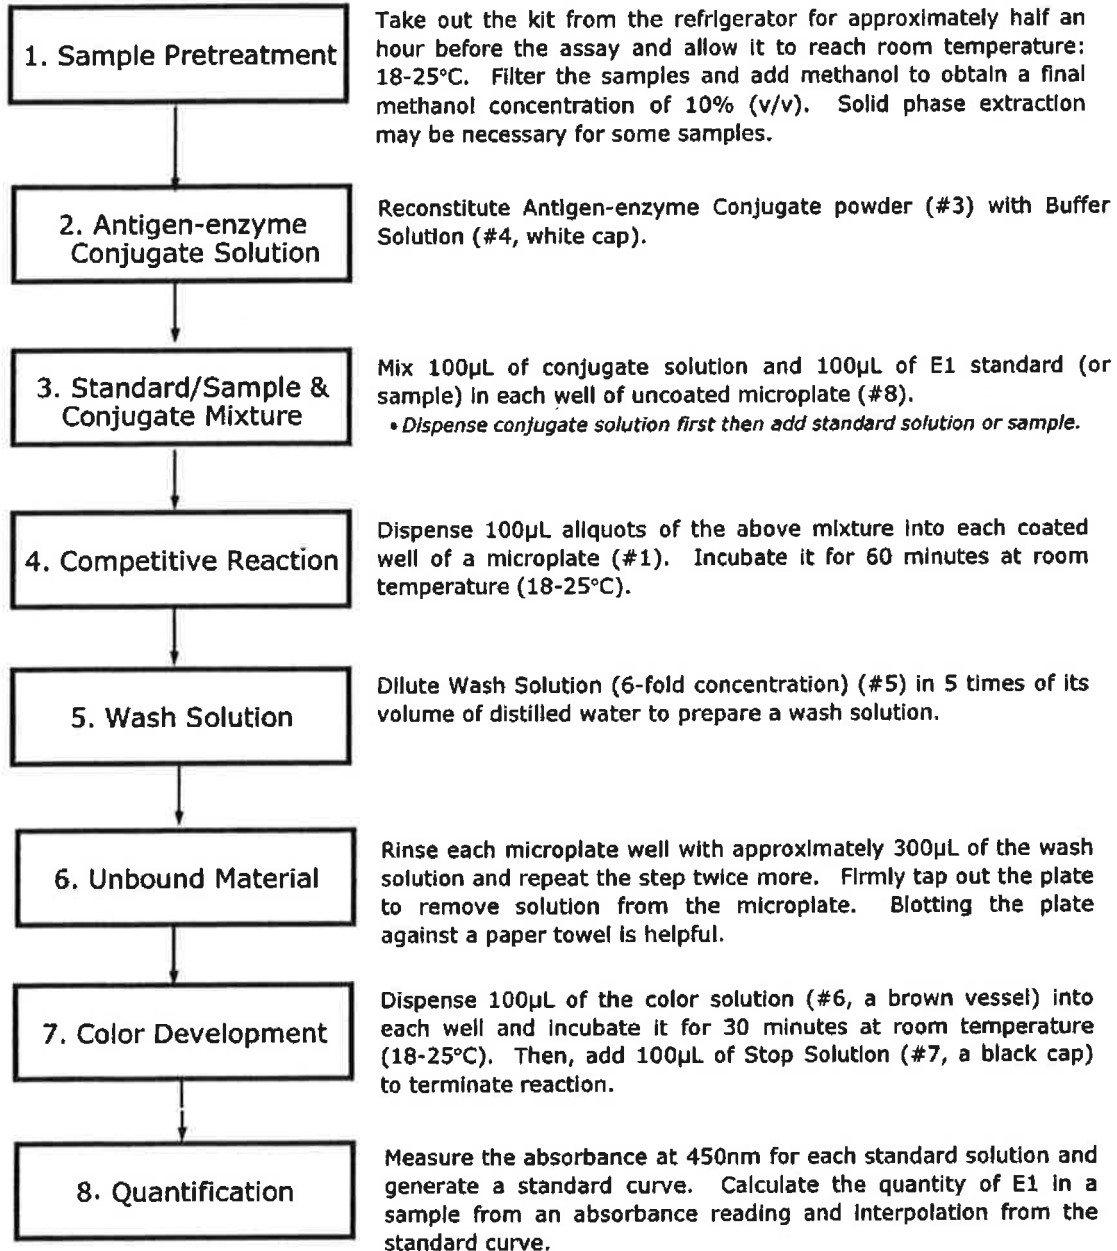 1. Sample Pretreatment
Take out the kit from the refrigerator for approximately half an
hour before the assay and allow it to reach room temperature:
18-25°C. Filter the samples and add methanol to obtain a final
methanol concentration of 10% (v/v). Solid phase extraction
may be necessary for some samples.
2. Antigen-enzyme
Conjugate Solution
Reconstitute Antigen-enzyme Conjugate powder (#3) with Buffer
Solution (#4, white cap).
3. Standard/Sample &
Conjugate Mixture
Mix 100μL of conjugate solution and 100μL of E1 standard (or
sample) in each well of uncoated microplate (#8).
• Dispense conjugate solution first then add standard solution or sample.
4. Competitive Reaction
Dispense 100μL aliquots of the above mixture into each coated
well of a microplate (#1). Incubate it for 60 minutes at room
temperature (18-25°C).
5. Wash Solution
Dilute Wash Solution (6-fold concentration) (#5) in 5 times of its
volume of distilled water to prepare a wash solution.
6. Unbound Material
Rinse each microplate well with approximately 300μL of the wash
solution and repeat the step twice more. Firmly tap out the plate
to remove solution from the microplate. Blotting the plate
against a paper towel is helpful.
7. Color Development
Dispense 100μL of the color solution (#6, a brown vessel) into
each well and incubate it for 30 minutes at room temperature
(18-25°C). Then, add 100μL of Stop Solution (#7, a black cap)
to terminate reaction.
8. Quantification
Measure the absorbance at 450nm for each standard solution and
generate a standard curve. Calculate the quantity of E1 in a
sample from an absorbance reading and interpolation from the
standard curve.